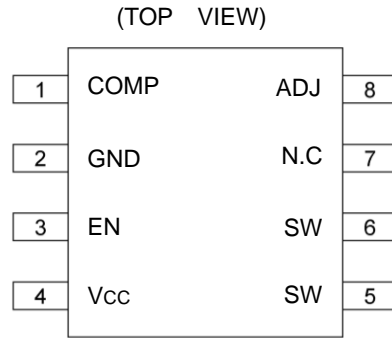 (TOP VIEW)
1 COMP ADJ 8
2 GND N.C 7
3 EN SW 6
4 VCC SW 5